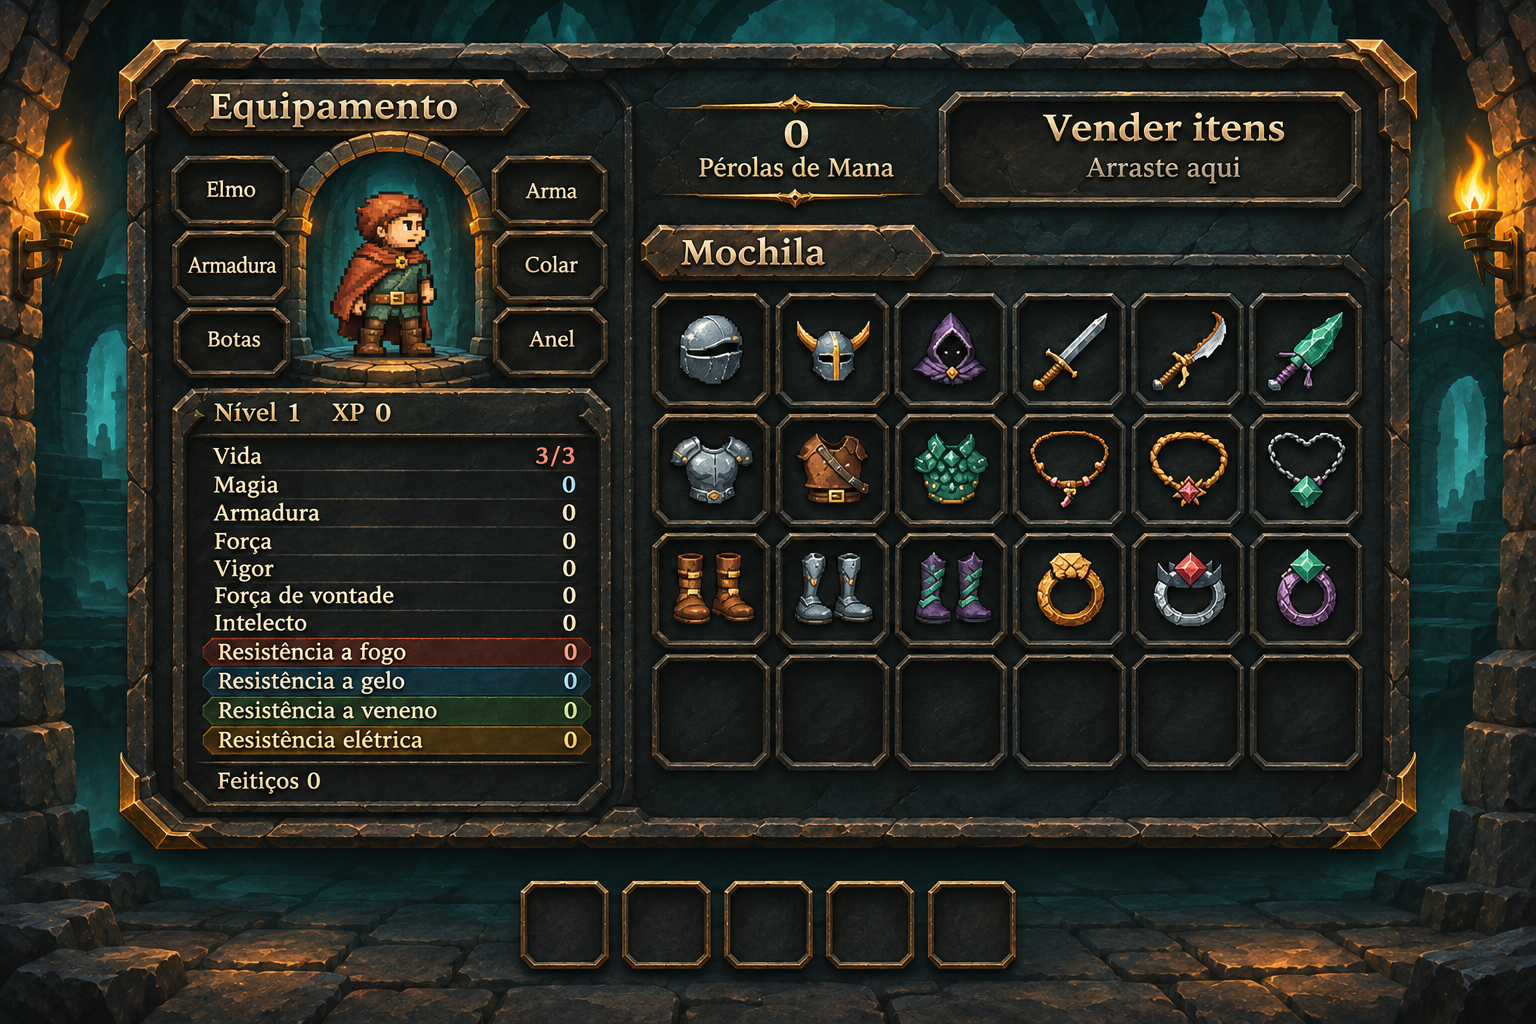 Equipamento
Elmo
Armadura
Botas
Arma
Colar
Anel
Nível 1 XP 0
Vida 3/3
Magia 0
Armadura 0
Força 0
Vigor 0
Força de vontade 0
Intelecto 0
Resistência a fogo 0
Resistência a gelo 0
Resistência a veneno 0
Resistência elétrica 0
Feitiços 0
0
Pérolas de Mana
Vender itens
Arraste aqui
Mochila